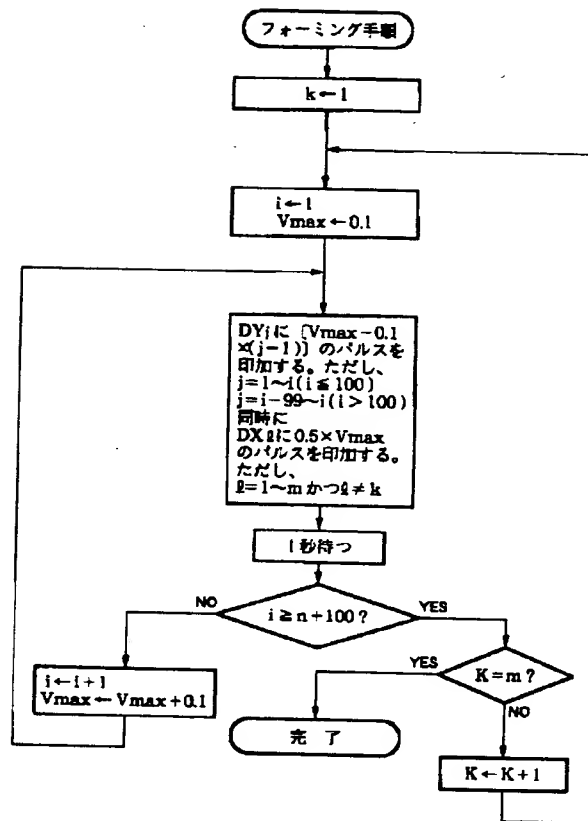 フォーミング手順
k←1
i←1
Vmax←0.1
DYjに〔Vmax−0.1
×(j−1)〕のパルスを
印加する。ただし、
j=1〜i(i≦100)
j=i−99〜i(i>100)
同時に
DXℓに0.5×Vmax
のパルスを印加する。
ただし、
ℓ=1〜mかつℓ≠k
1秒待つ
NO
i≧n+100?
YES
i←i+1
Vmax←Vmax+0.1
YES
K=m?
NO
完 了
K←K+1